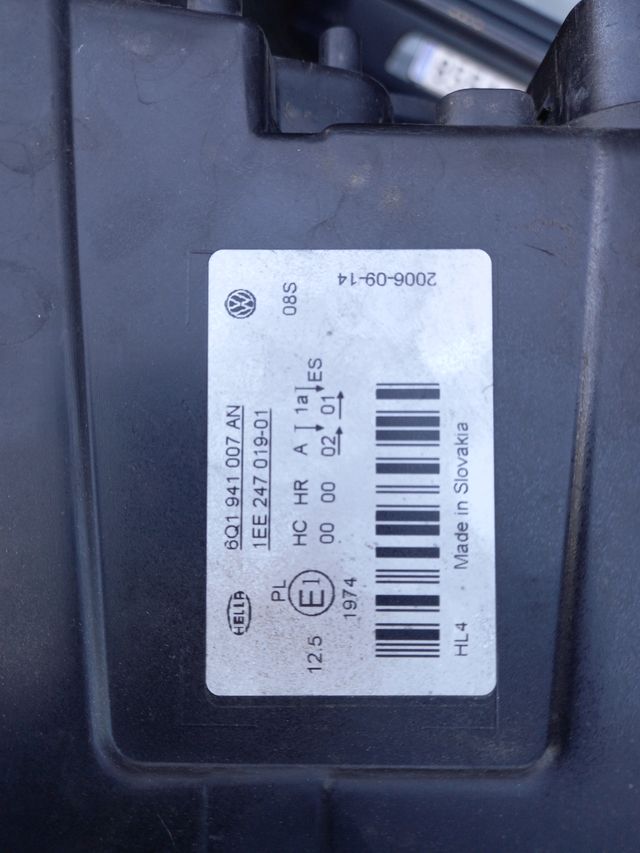 HELLA
6Q1 941 007 AN
1EE 247 019-01
PL
12.5
E1
HC HR A 1a ES
00 00 02 01
1974
08S
2006-09-14
HL4 Made in Slovakia